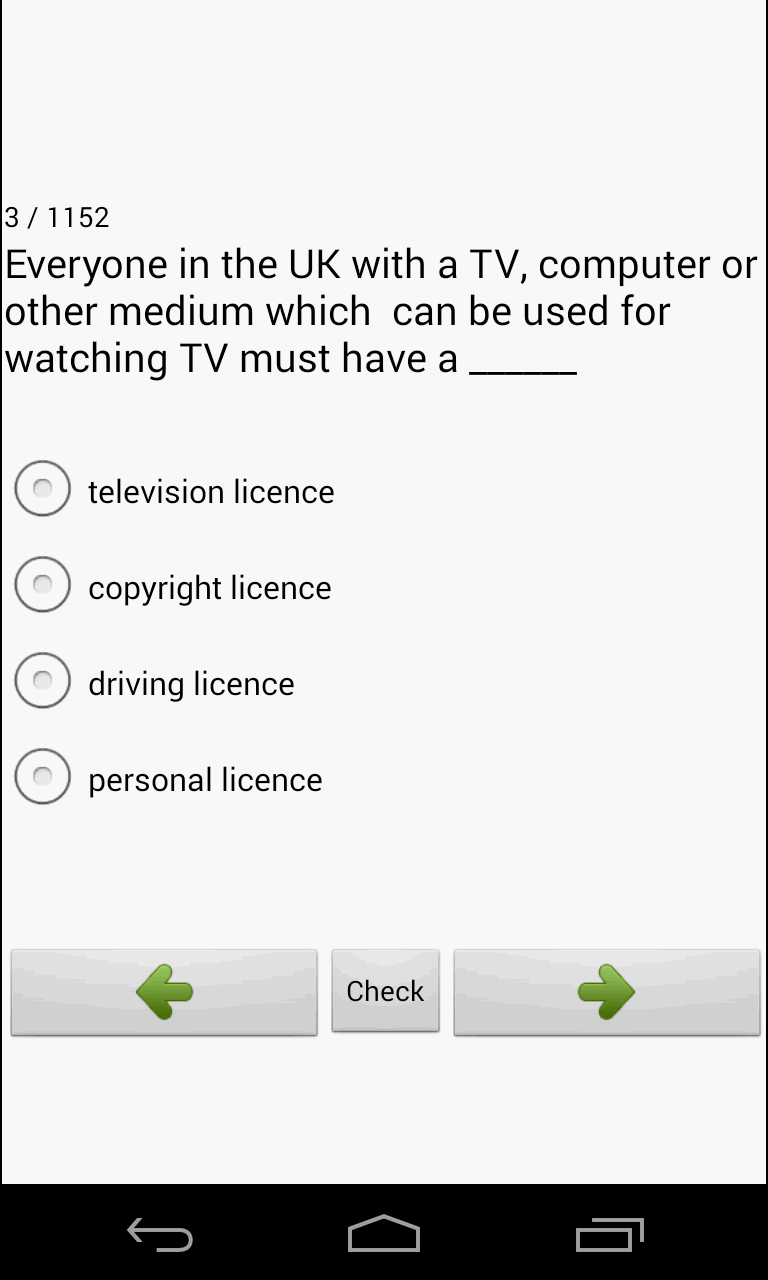 3 / 1152
Everyone in the UK with a TV, computer or
other medium which  can be used for
watching TV must have a ______
television licence
copyright licence
driving licence
personal licence
Check